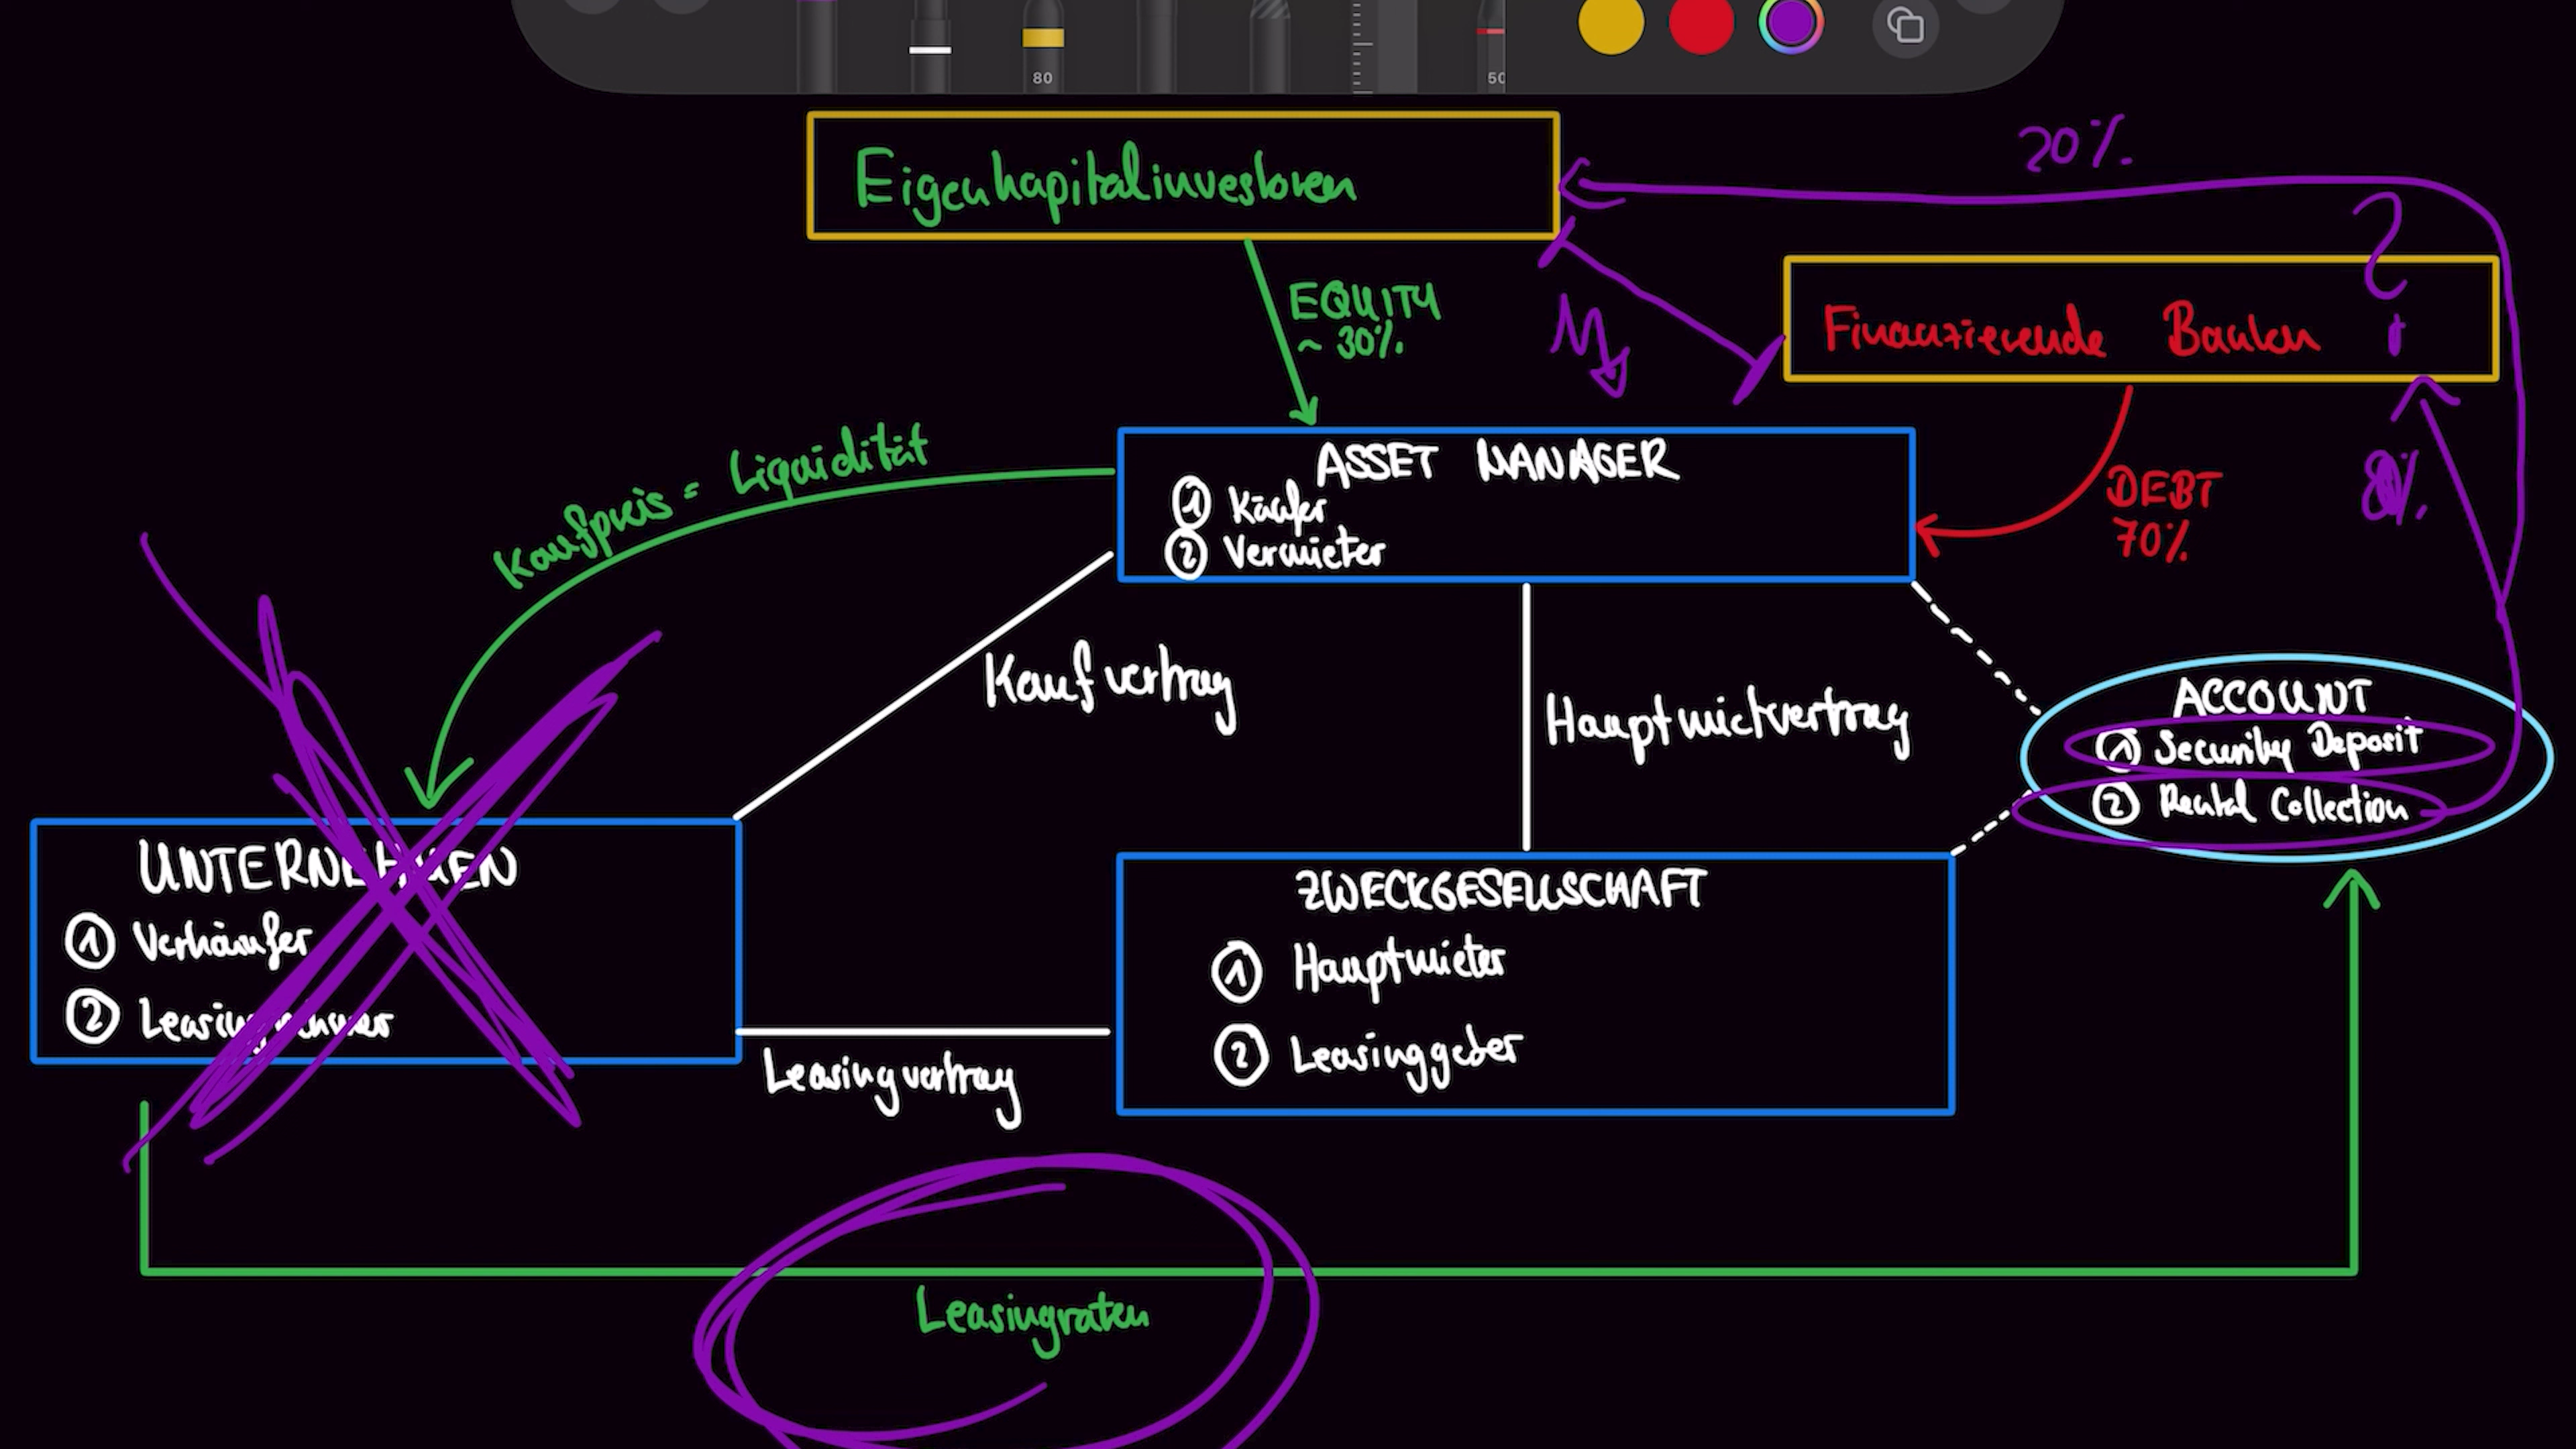 80
50
20%
Eigenkapitalinvestoren
EQUITY
~ 30%
Finanzierende Banken
Kaufpreis = Liquidität
ASSET MANAGER
① Käufer
② Vermieter
DEBT
70%
Kaufvertrag
Hauptmietvertrag
ACCOUNT
① Security Deposit
② Rental Collection
UNTERNEHMEN
① Verkäufer
② Leasingnehmer
ZWECKGESELLSCHAFT
① Hauptmieter
② Leasinggeber
Leasingvertrag
Leasingraten